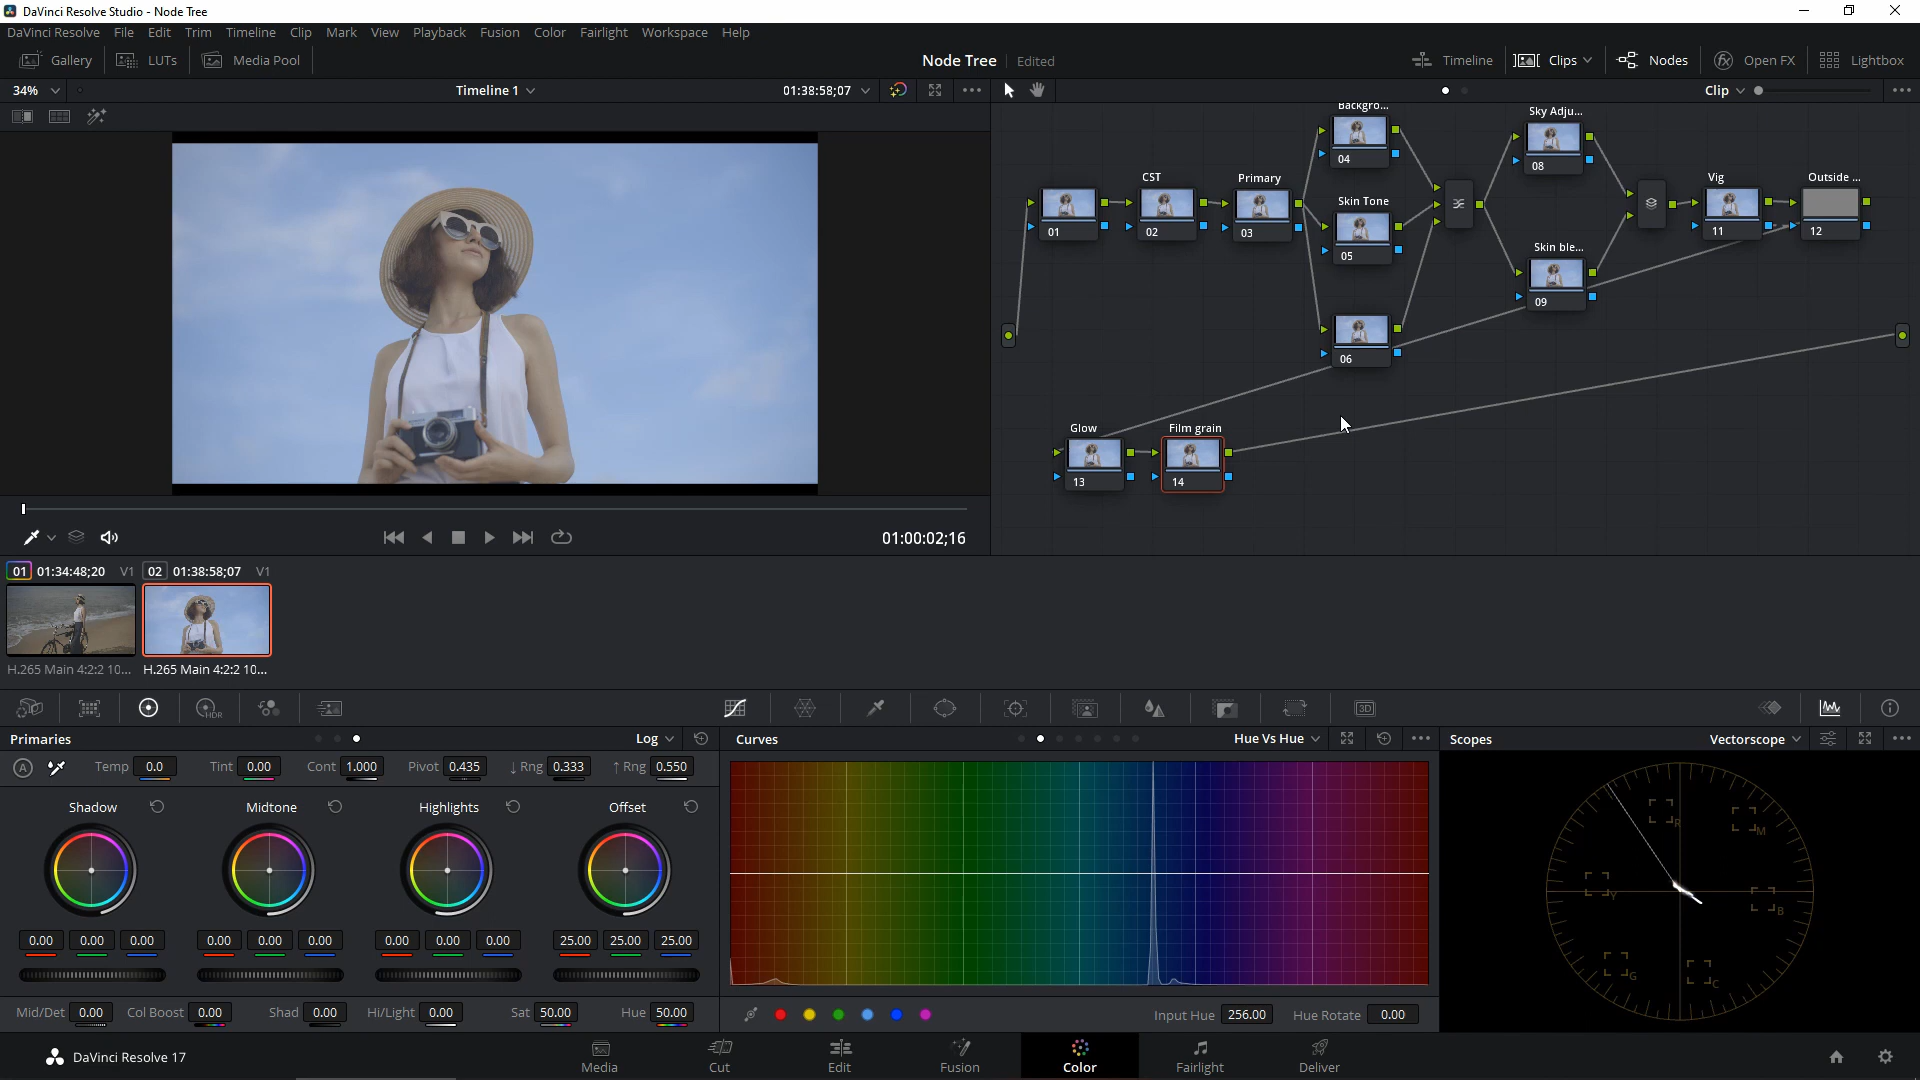 DaVinci Resolve Studio - Node Tree
DaVinci Resolve File Edit Trim Timeline Clip Mark View Playback Fusion Color Fairlight Workspace Help
Gallery LUTs Media Pool Node Tree Edited Timeline Clips Nodes Open FX Lightbox
34% Timeline 1 01:38:58;07 Clip
Backgro... Sky Adju...
04 08
CST Primary Vig Outside ...
Skin Tone
01 02 03 11 12
05 Skin ble...
09
06
Glow Film grain
13 14
01:00:02;16
01 01:34:48;20 V1 02 01:38:58;07 V1
H.265 Main 4:2:2 10... H.265 Main 4:2:2 10...
HDR 3D
Primaries Log Curves Hue Vs Hue Scopes Vectorscope
A Temp 0.0 Tint 0.00 Cont 1.000 Pivot 0.435 ↓ Rng 0.333 ↑ Rng 0.550
Shadow Midtone Highlights Offset
R M Y B G C
0.00 0.00 0.00 0.00 0.00 0.00 0.00 0.00 0.00 25.00 25.00 25.00
Mid/Det 0.00 Col Boost 0.00 Shad 0.00 Hi/Light 0.00 Sat 50.00 Hue 50.00
Input Hue 256.00 Hue Rotate 0.00
DaVinci Resolve 17
Media Cut Edit Fusion Color Fairlight Deliver